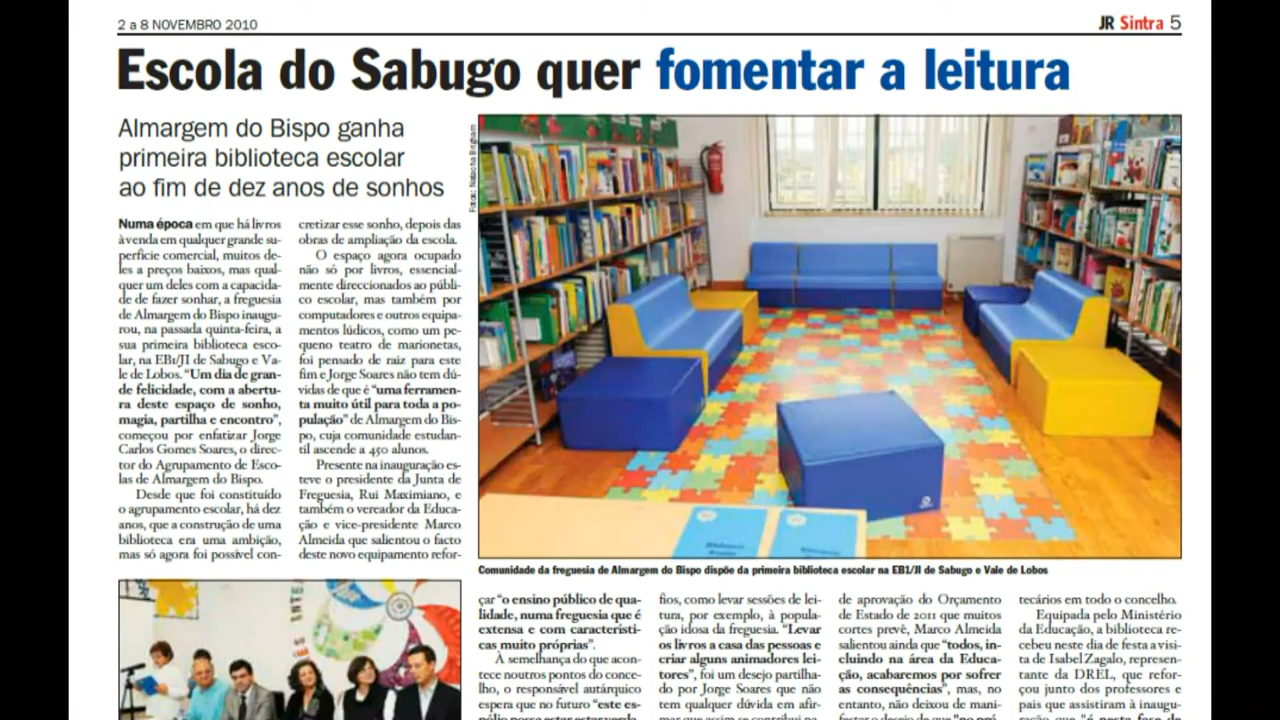 2 a 8 NOVEMBRO 2010
JR Sintra 5
Escola do Sabugo quer fomentar a leitura
Almargem do Bispo ganha
primeira biblioteca escolar
ao fim de dez anos de sonhos
Fotos: Natacha Brigham
Numa época em que há livros
à venda em qualquer grande su-
perfície comercial, muitos de-
les a preços baixos, mas qual-
quer um deles com a capacida-
de de fazer sonhar, a freguesia
de Almargem do Bispo inaugu-
rou, na passada quinta-feira, a
sua primeira biblioteca esco-
lar, na EB1/JI de Sabugo e Va-
le de Lobos. "Um dia de gran-
de felicidade, com a abertu-
ra deste espaço de sonho,
magia, partilha e encontro",
começou por enfatizar Jorge
Carlos Gomes Soares, o direc-
tor do Agrupamento de Esco-
las de Almargem do Bispo.
Desde que foi constituído
o agrupamento escolar, há dez
anos, que a construção de uma
biblioteca era uma ambição,
mas só agora foi possível con-
cretizar esse sonho, depois das
obras de ampliação da escola.
O espaço agora ocupado
não só por livros, essencial-
mente direccionados ao públi-
co escolar, mas também por
computadores e outros equipa-
mentos lúdicos, como um pe-
queno teatro de marionetas,
foi pensado de raiz para este
fim e Jorge Soares não tem dú-
vidas de que é "uma ferramen-
ta muito útil para toda a po-
pulação" de Almargem do Bis-
po, cuja comunidade estudan-
til ascende a 450 alunos.
Presente na inauguração es-
teve o presidente da Junta de
Freguesia, Rui Maximiano, e
também o vereador da Educa-
ção e vice-presidente Marco
Almeida que salientou o facto
deste novo equipamento refor-
Comunidade da freguesia de Almargem do Bispo dispõe da primeira biblioteca escolar na EB1/JI de Sabugo e Vale de Lobos
çar "o ensino público de qua-
lidade, numa freguesia que é
extensa e com característi-
cas muito próprias".
À semelhança do que acon-
tece noutros pontos do conce-
lho, o responsável autárquico
espera que no futuro "este es-
pólio possa estar
fios, como levar sessões de lei-
tura, por exemplo, à popula-
ção idosa da freguesia. "Levar
os livros a casa das pessoas e
criar alguns animadores lei-
tores", foi um desejo partilha-
do por Jorge Soares que não
tem qualquer dúvida em afir-
mar que assim se contribui
de aprovação do Orçamento
de Estado de 2011 que muitos
cortes prevê, Marco Almeida
salientou ainda que "todos, in-
cluindo na área da Educa-
ção, acabaremos por sofrer
as consequências", mas, no
entanto, não deixou de mani-
festar o desejo de que
tecários em todo o concelho.
Equipada pelo Ministério
da Educação, a biblioteca re-
cebeu neste dia de festa a visi-
ta de Isabel Zagalo, represen-
tante da DREL, que refor-
çou junto dos professores e
pais que assistiram à inaugu-
ração, que "é nesta fase de